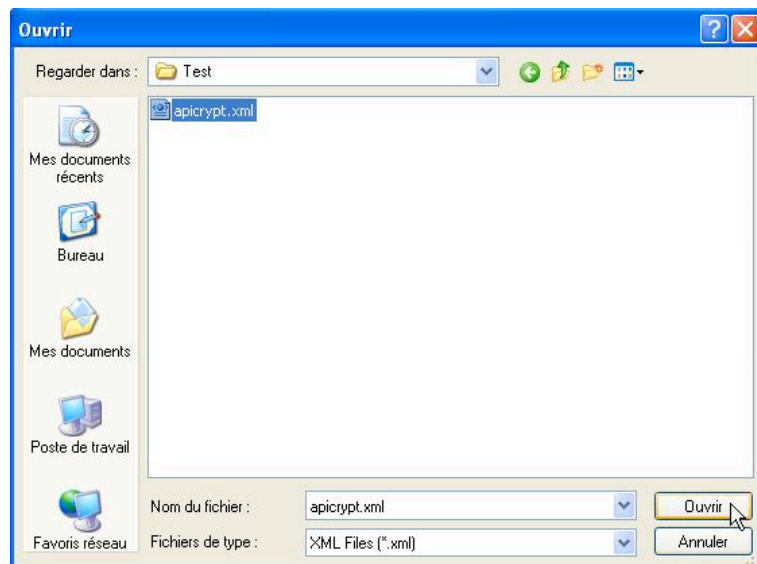 Ouvrir
Regarder dans :
Test
apicrypt.xml
Mes documents
récents
Bureau
Mes documents
Poste de travail
Favoris réseau
Nom du fichier :
apicrypt.xml
Ouvrir
Fichiers de type :
XML Files (*.xml)
Annuler